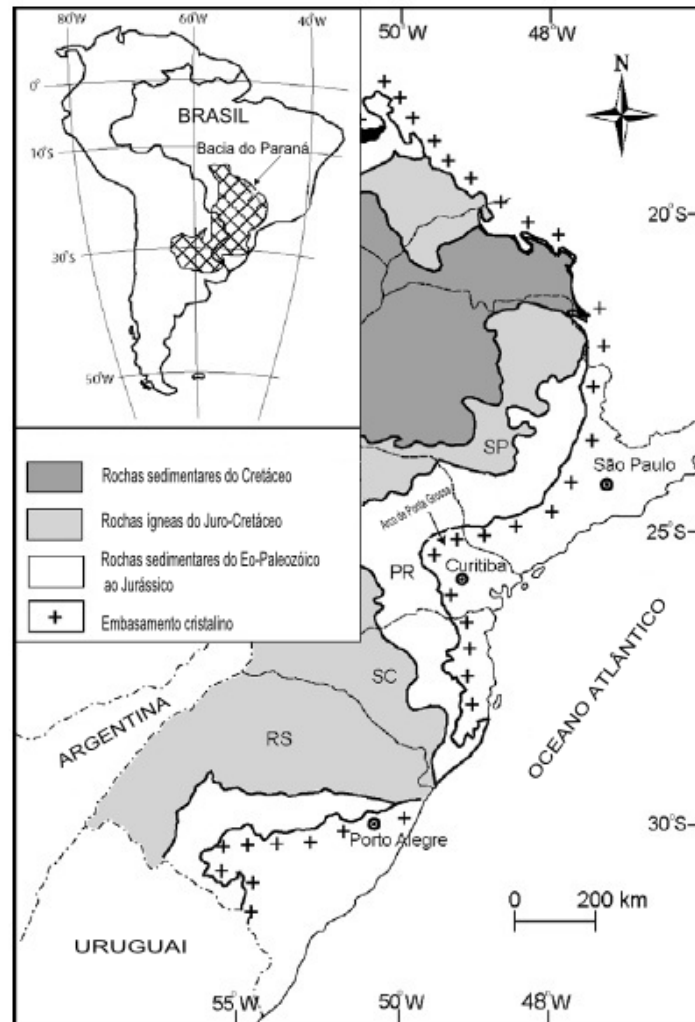 80°W
60°W
40°W
0°
BRASIL
Bacia do Paraná
10°S
30°S
50°W
Rochas sedimentares do Cretáceo
Rochas ígneas do Juro-Cretáceo
Rochas sedimentares do Eo-Paleozóico
ao Jurássico
+ Embasamento cristalino
50°W
48°W
N
20°S
SP
São Paulo
Arco de Ponta Grossa
25°S
PR
Curitiba
SC
OCEANO ATLÂNTICO
ARGENTINA
RS
30°S
Porto Alegre
0 200 km
URUGUAI
55°W
50°W
48°W